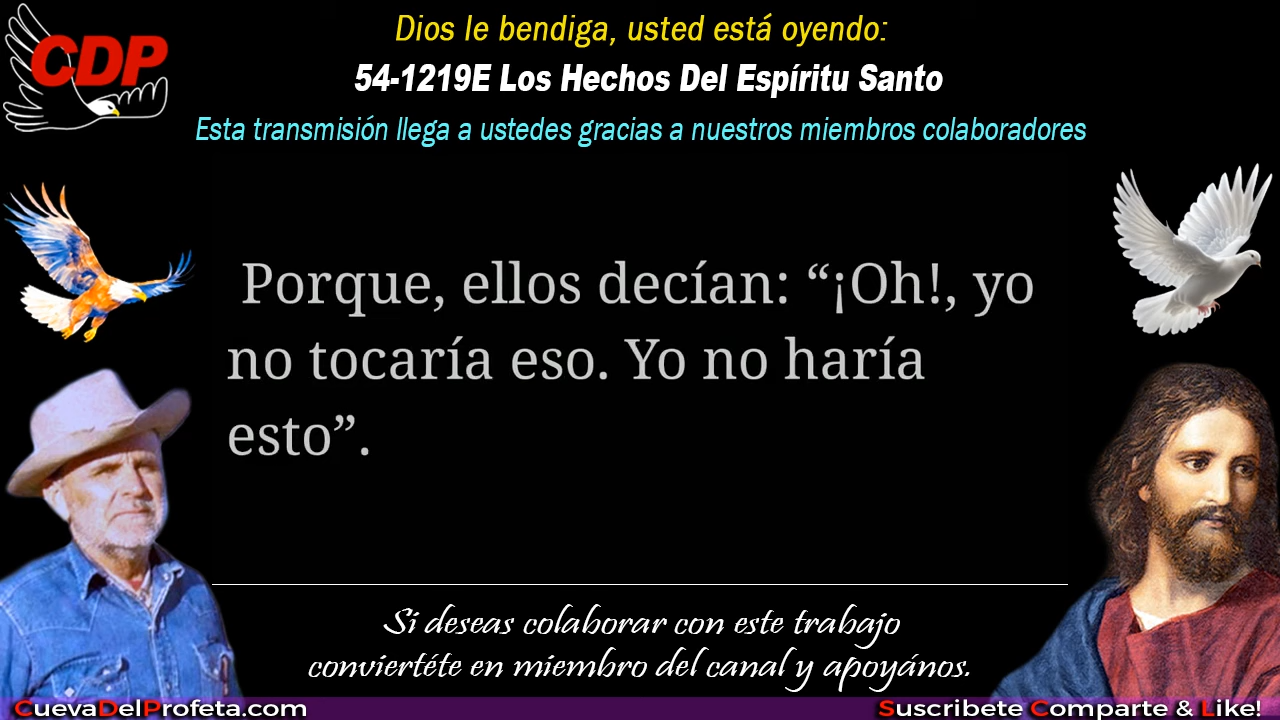 CDP
Dios le bendiga, usted está oyendo:
54-1219E Los Hechos Del Espíritu Santo
Esta transmisión llega a ustedes gracias a nuestros miembros colaboradores
Porque, ellos decían: “¡Oh!, yo
no tocaría eso. Yo no haría
esto”.
Si deseas colaborar con este trabajo
conviertéte en miembro del canal y apoyános.
CuevaDelProfeta.com
Suscribete Comparte & Like!